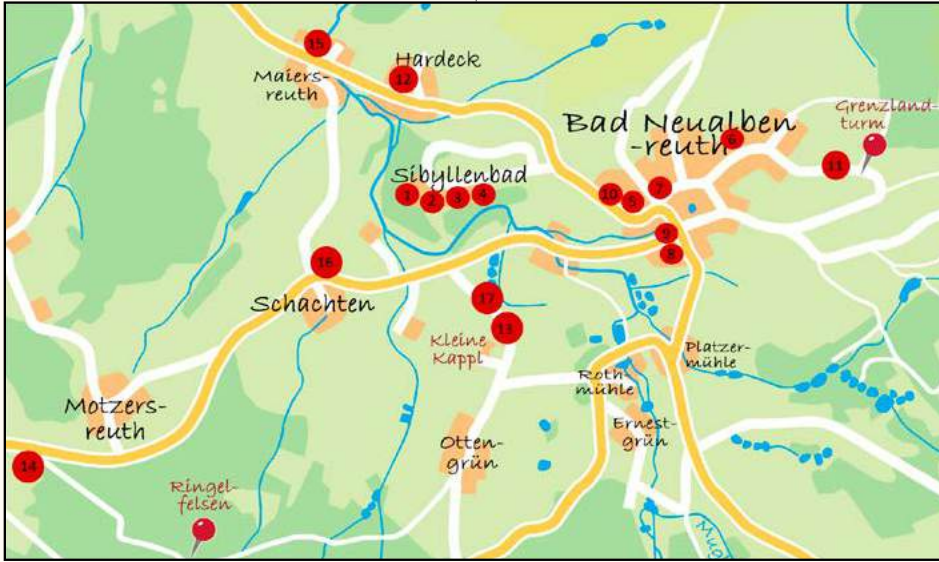 15
Hardeck
12
Maiers-
reuth
Bad Neualben
-reuth
6
Grenzland-
turm
11
Sibyllenbad
1
2
3
4
10
5
7
9
8
16
Schachten
17
13
Kleine
Kappl
Platzer-
mühle
Roth-
mühle
Ernest-
grün
Motzers-
reuth
Otten-
grün
14
Ringel-
felsen
Mug